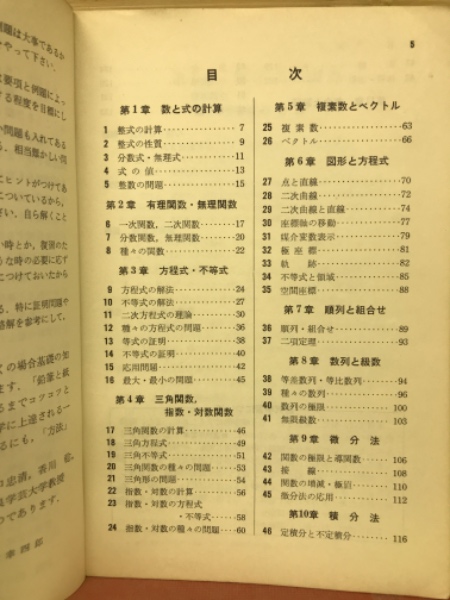 5
目次
第1章 数と式の計算
1 整式の計算………………7
2 整式の性質………………9
3 分数式・無理式…………11
4 式の値……………………13
5 整数の問題………………15
第2章 有理関数・無理関数
6 一次関数、二次関数……17
7 分数関数、無理関数……20
8 種々の関数………………22
第3章 方程式・不等式
9 方程式の解法……………24
10 不等式の解法……………27
11 二次方程式の理論………30
12 種々の方程式の問題……36
13 等式の証明………………38
14 不等式の証明……………40
15 応用問題…………………42
16 最大・最小の問題………45
第4章 三角関数,
指数・対数関数
17 三角関数の計算…………46
18 三角方程式………………49
19 三角不等式………………51
20 三角関数の種々の問題…53
21 三角形の問題……………54
22 指数・対数の計算………56
23 指数・対数の方程式
・不等式……58
24 指数・対数の種々の問題…60
第5章 複素数とベクトル
25 複素数……………………63
26 ベクトル…………………66
第6章 図形と方程式
27 点と直線…………………70
28 二次曲線…………………72
29 二次曲線と直線…………74
30 座標軸の移動……………77
31 媒介変数表示……………79
32 極座標……………………81
33 軌跡………………………83
34 不等式と領域……………85
35 空間座標…………………88
第7章 順列と組合せ
36 順列・組合せ……………89
37 二項定理…………………93
第8章 数列と級数
38 等差数列・等比数列……94
39 種々の数列………………96
40 数列の極限………………100
41 無限級数…………………103
第9章 微分法
42 関数の極限と導関数……106
43 接線………………………108
44 関数の増減・極値………110
45 微分法の応用……………112
第10章 積分法
46 定積分と不定積分………116